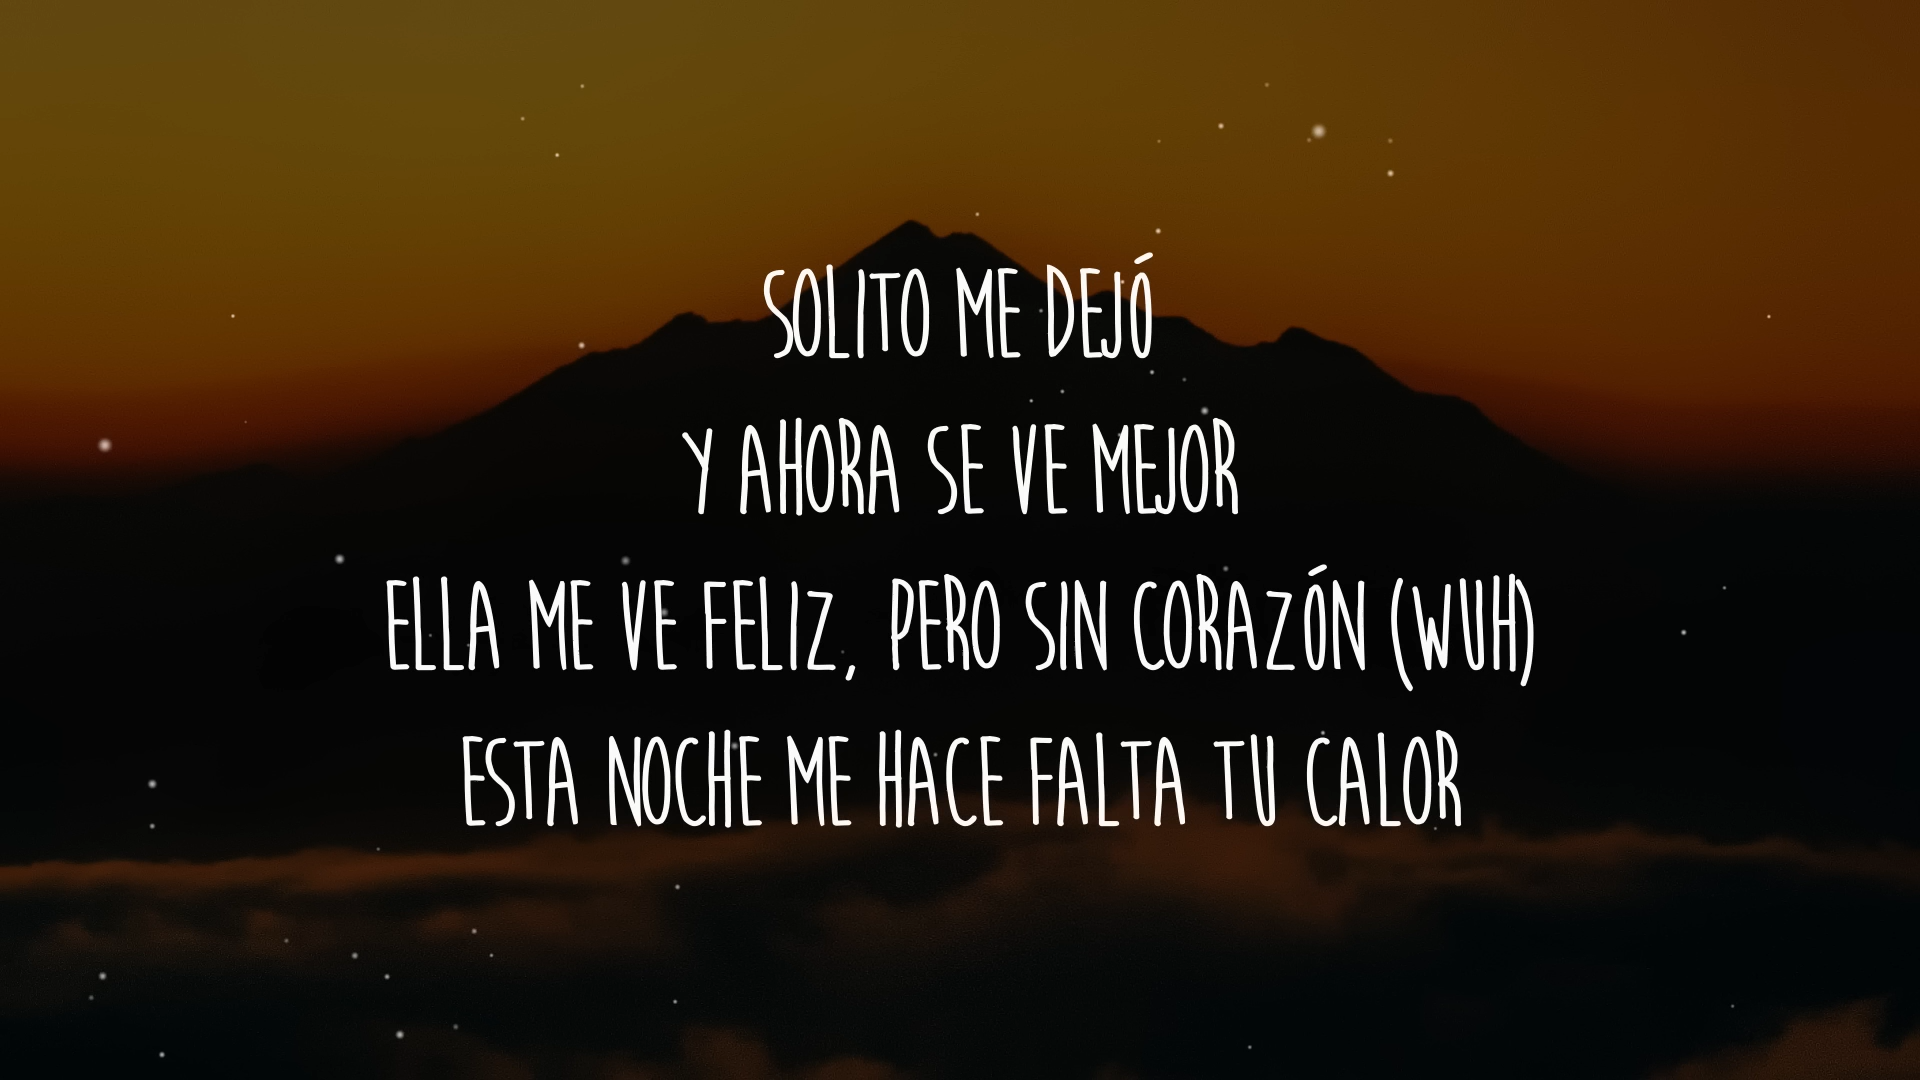 SOLITO ME DEJÓ
Y AHORA SE VE MEJOR
ELLA ME VE FELIZ, PERO SIN CORAZÓN (WUH)
ESTA NOCHE ME HACE FALTA TU CALOR